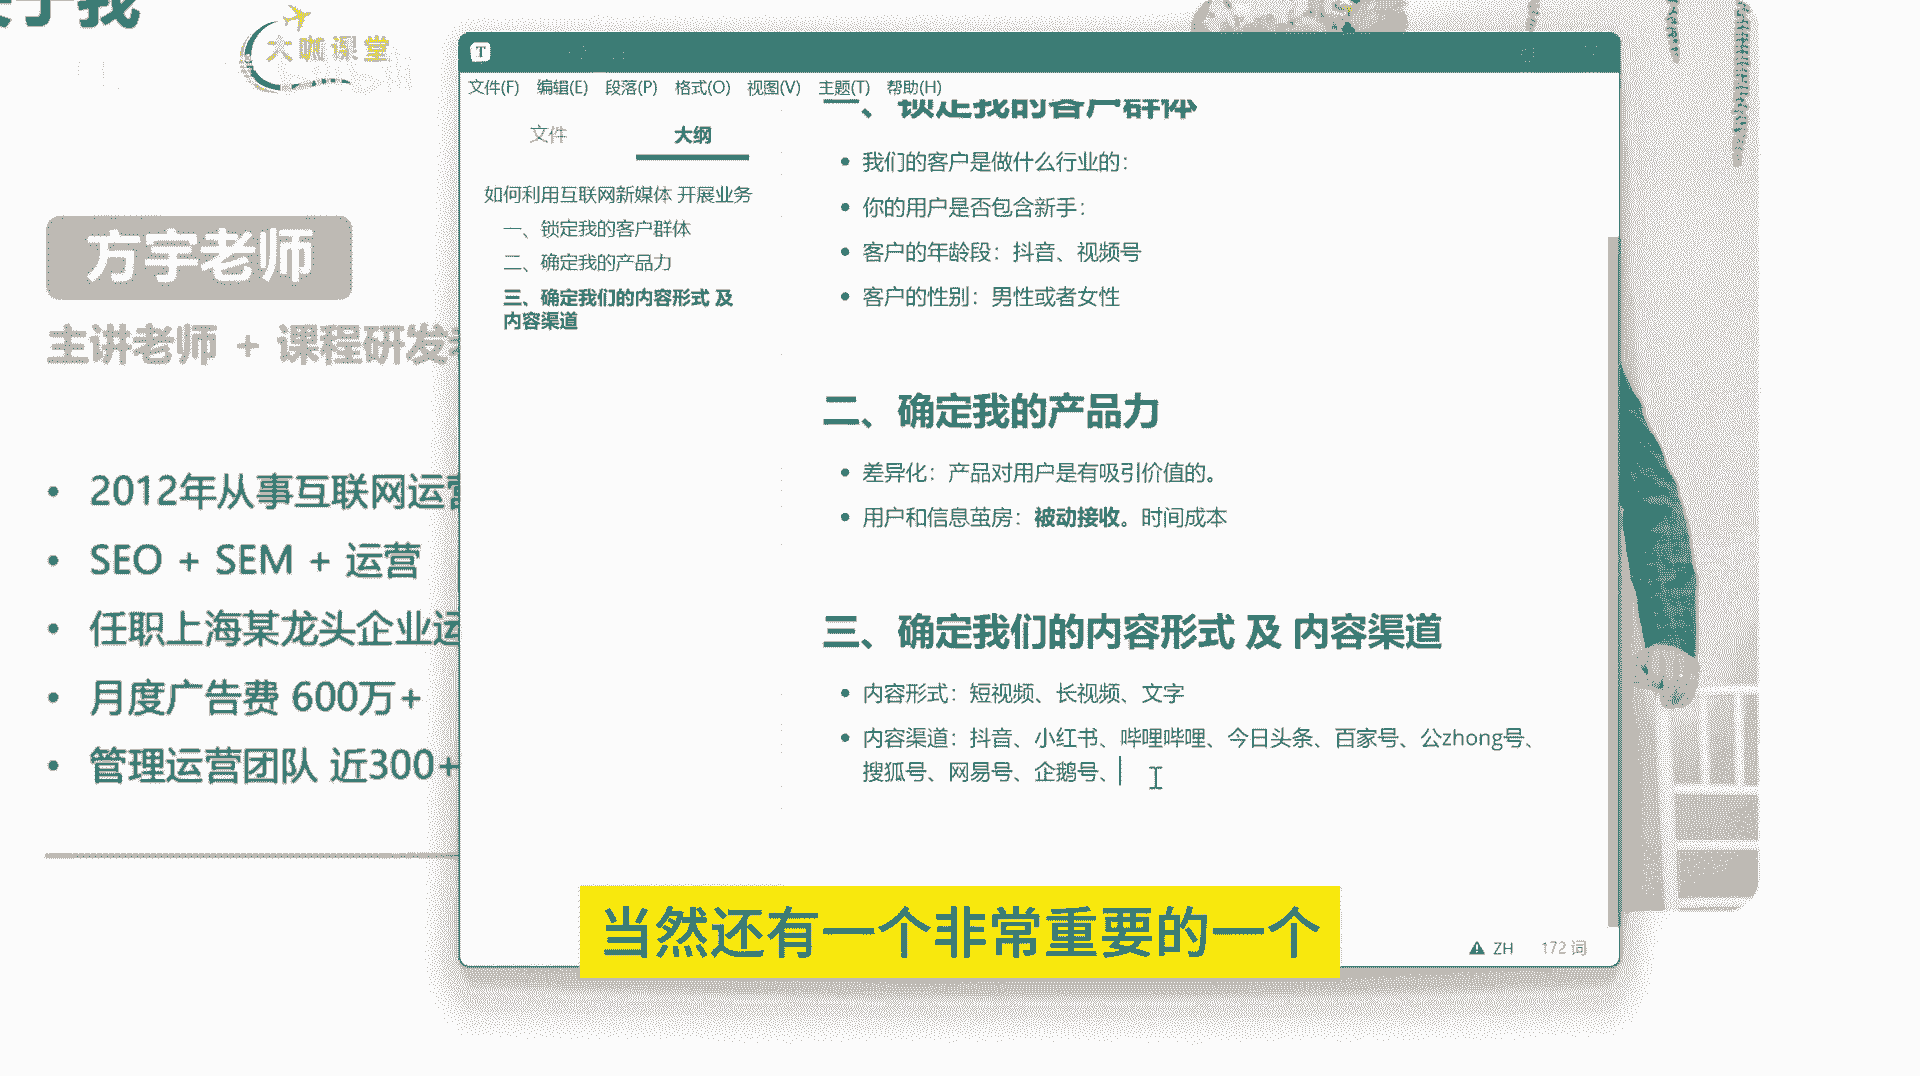 关于我
大咖课堂
方宇老师
主讲老师 + 课程研发老
2012年从事互联网运营
SEO + SEM + 运营
任职上海某龙头企业运
月度广告费 600万+
管理运营团队 近300+
T
文件(F) 编辑(E) 段落(P) 格式(O) 视图(V) 主题(T) 帮助(H)
文件 大纲
如何利用互联网新媒体 开展业务
一、锁定我的客户群体
二、确定我的产品力
三、确定我们的内容形式 及
内容渠道
一、锁定我的客户群体
我们的客户是做什么行业的：
你的用户是否包含新手：
客户的年龄段：抖音、视频号
客户的性别：男性或者女性
二、确定我的产品力
差异化：产品对用户是有吸引价值的。
用户和信息茧房：被动接收。时间成本
三、确定我们的内容形式 及 内容渠道
内容形式：短视频、长视频、文字
内容渠道：抖音、小红书、哔哩哔哩、今日头条、百家号、公zhong号、
搜狐号、网易号、企鹅号、
ZH 172 词
当然还有一个非常重要的一个